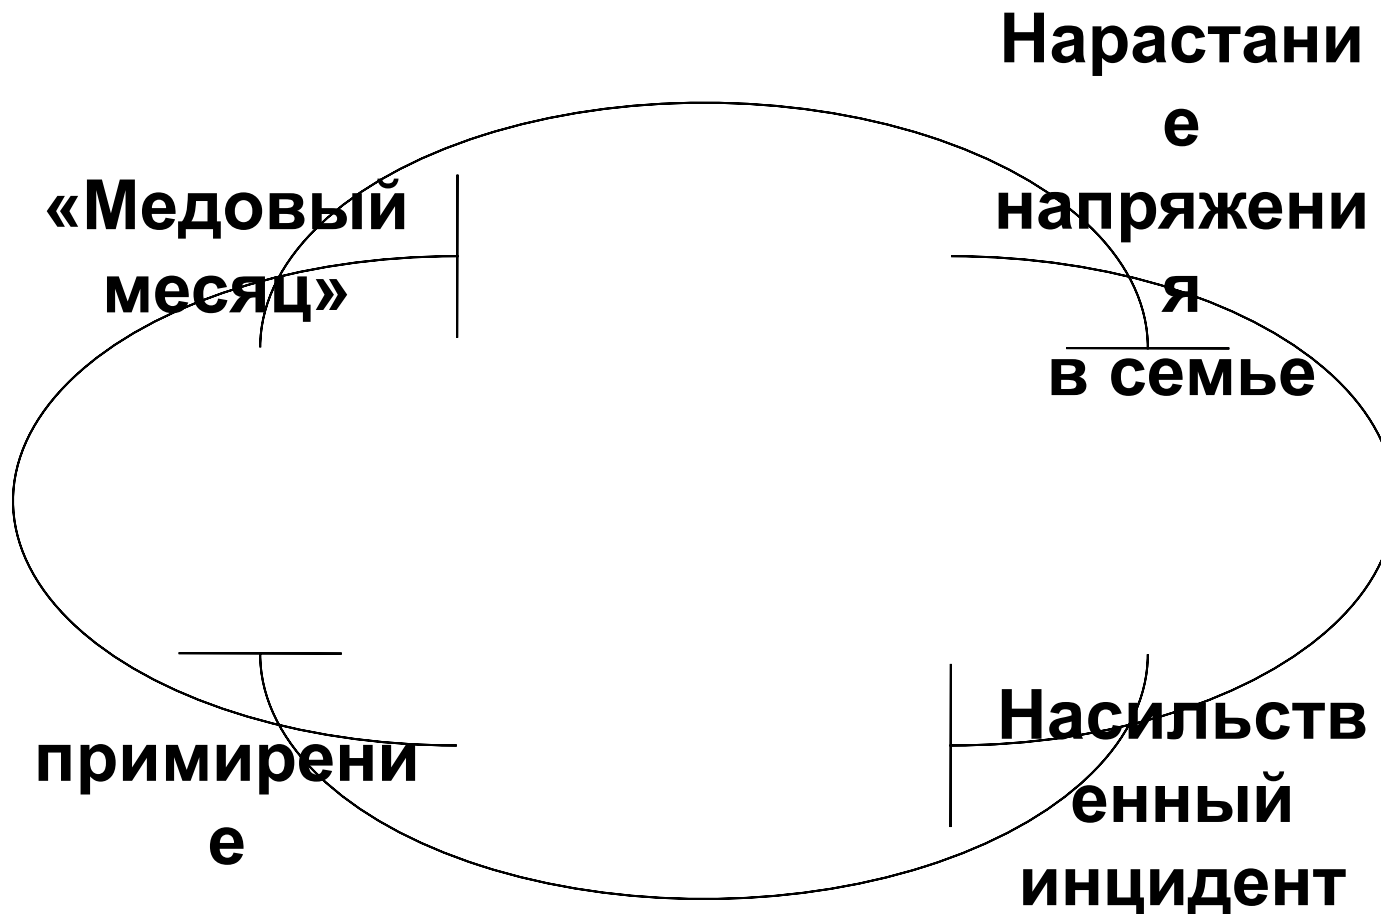 «Медовый
месяц»
Нарастани
е
напряжени
я
в семье
примирени
е
Насильств
енный
инцидент